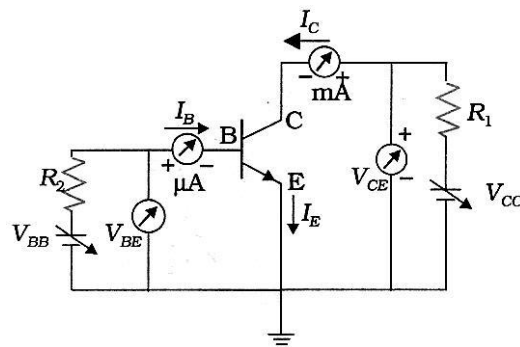 I_C
− +
mA
C
R_1
I_B
B
+ −
μA
E
V_CE
+
−
V_CC
R_2
V_BB
V_BE
I_E